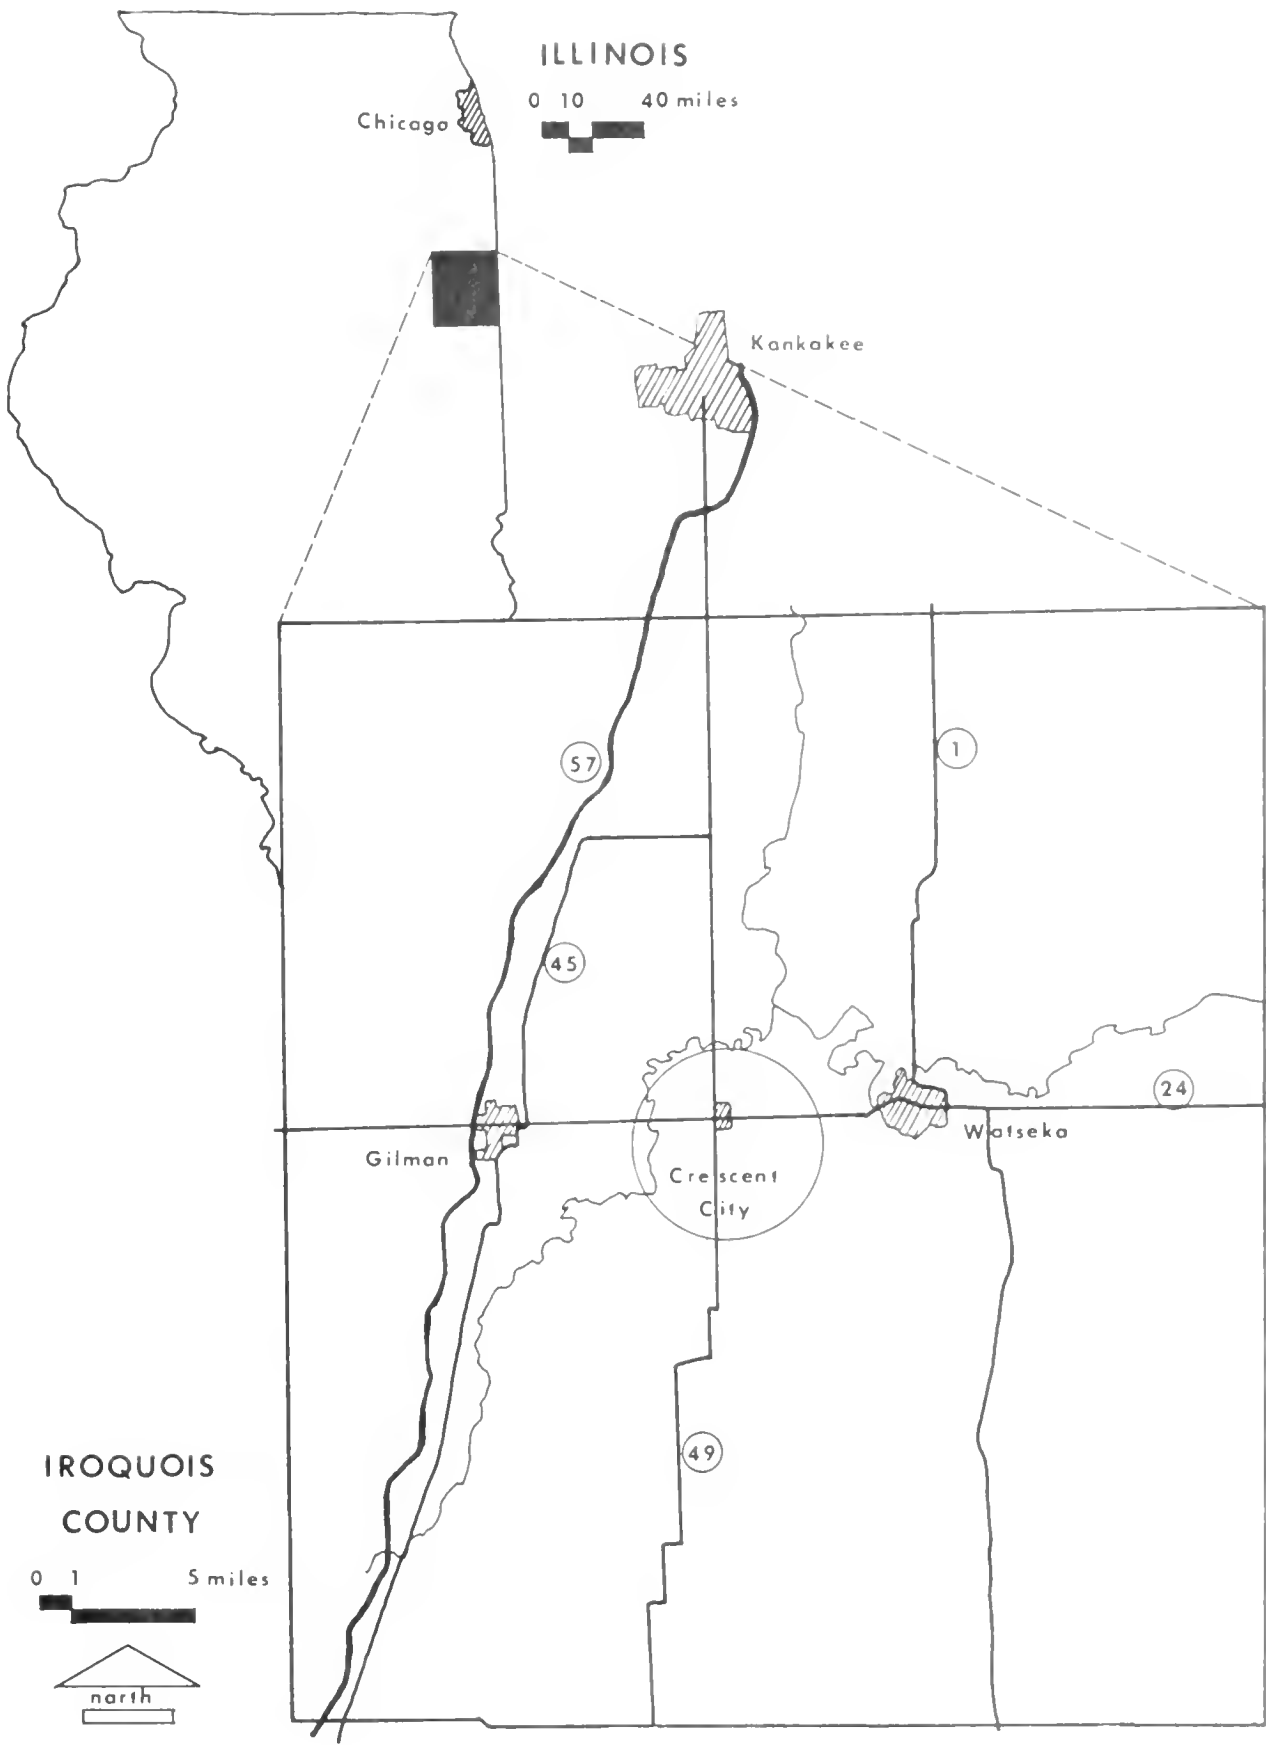 ILLINOIS
0 10 40 miles
Chicago
Kankakee
57
1
45
24
Gilman
Watseka
Crescent
City
49
IROQUOIS
COUNTY
0 1 5 miles
north